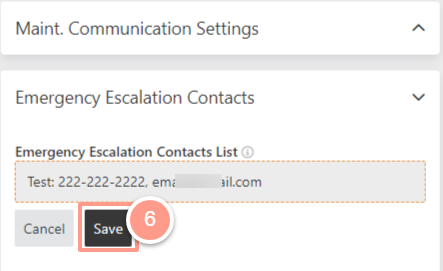 Maint. Communication Settings
Emergency Escalation Contacts
Emergency Escalation Contacts List
Test: 222-222-2222, ema ail.com
Cancel Save 6